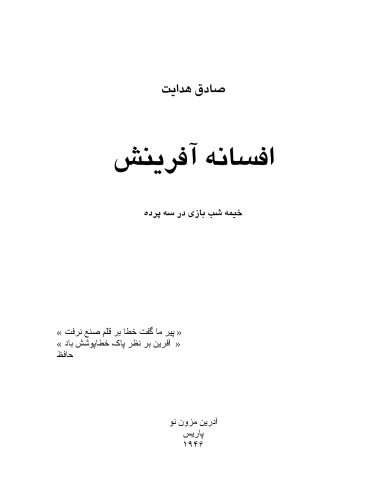 صادق هدایت
افسانه آفرینش
خیمه شب بازی در سه پرده
« پیر ما گفت خطا بر قلم صنع نرفت »
« آفرین بر نظر پاک خطاپوشش باد »
حافظ
آدرین مزون نو
پاریس
۱۹۴۶